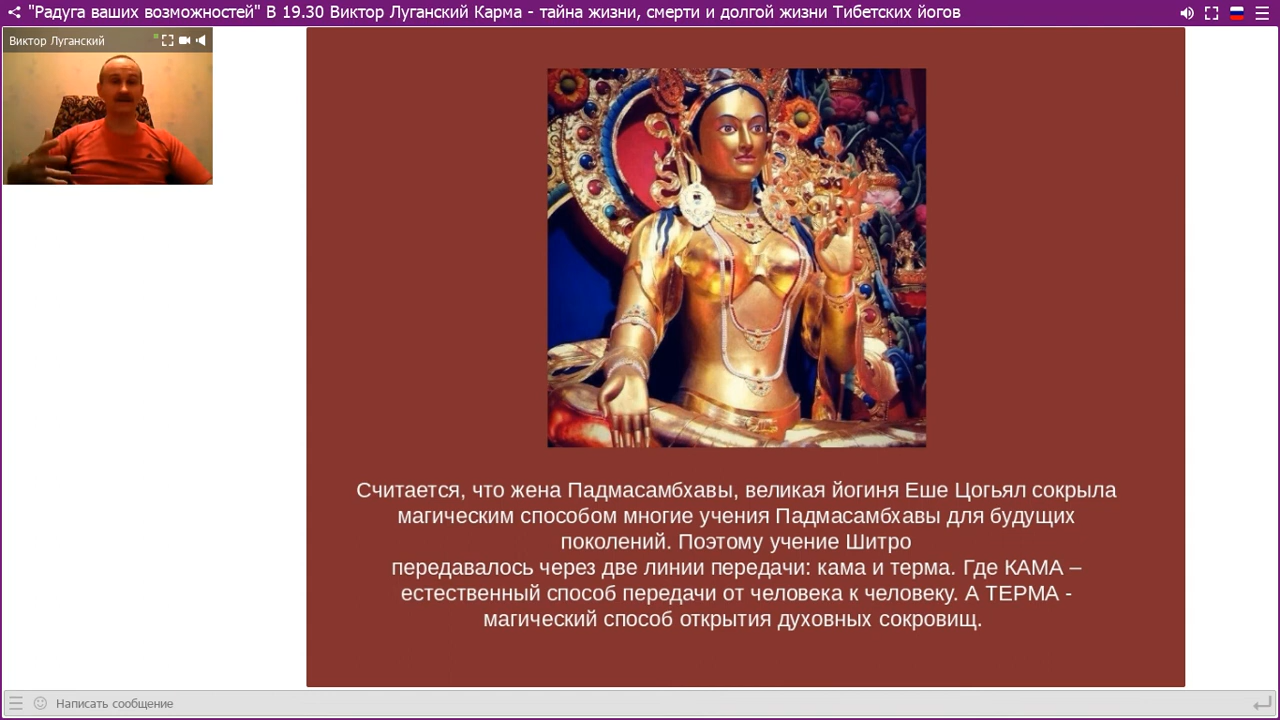 "Радуга ваших возможностей" В 19.30 Виктор Луганский Карма - тайна жизни, смерти и долгой жизни Тибетских йогов
Виктор Луганский
Считается, что жена Падмасамбхавы, великая йогиня Еше Цогьял сокрыла
магическим способом многие учения Падмасамбхавы для будущих
поколений. Поэтому учение Шитро
передавалось через две линии передачи: кама и терма. Где КАМА –
естественный способ передачи от человека к человеку. А ТЕРМА -
магический способ открытия духовных сокровищ.
Написать сообщение